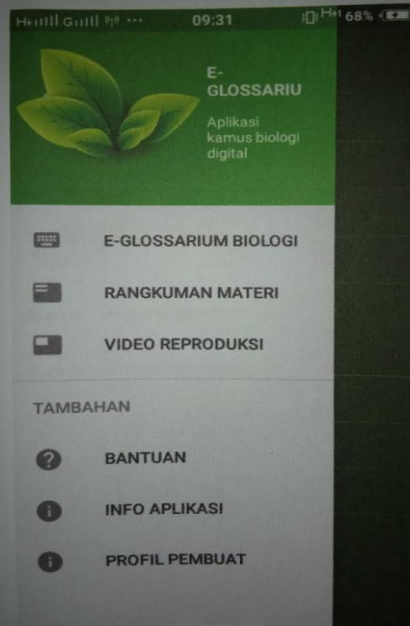 H+ G ... 09:31 H+ 68%
E-
GLOSSARIU
Aplikasi
kamus biologi
digital
E-GLOSSARIUM BIOLOGI
RANGKUMAN MATERI
VIDEO REPRODUKSI
TAMBAHAN
BANTUAN
INFO APLIKASI
PROFIL PEMBUAT